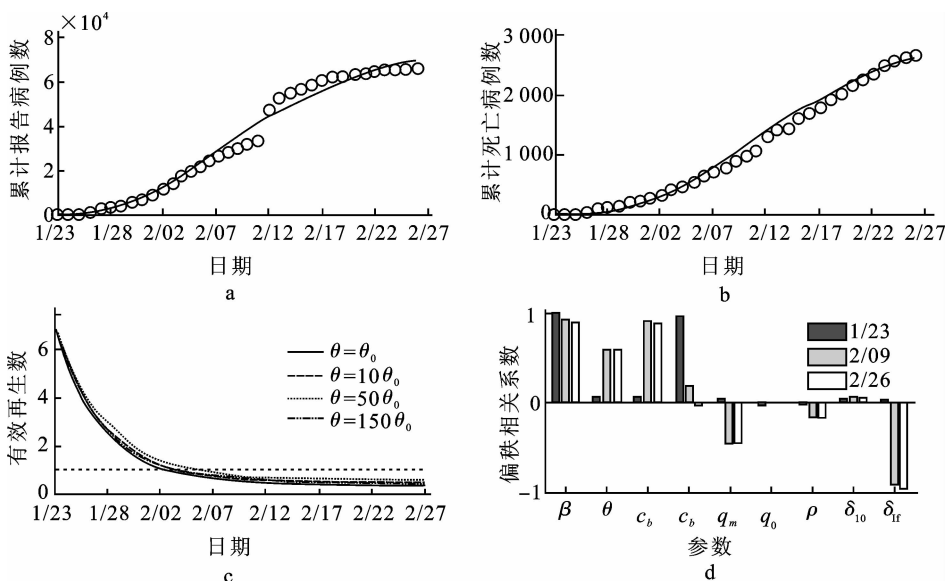 ×10⁴
累计报告病例数
8
6
4
2
0
1/23 1/28 2/02 2/07 2/12 2/17 2/22 2/27
日期
a
累计死亡病例数
3 000
2 000
1 000
0
1/23 1/28 2/02 2/07 2/12 2/17 2/22 2/27
日期
b
有效再生数
6
4
2
0
θ=θ₀
θ=10θ₀
θ=50θ₀
θ=150θ₀
1/23 1/28 2/02 2/07 2/12 2/17 2/22 2/27
日期
c
偏秩相关系数
1
0
−1
1/23
2/09
2/26
β θ c_b c_b q_m q₀ ρ δ₁₀ δ_If
参数
d